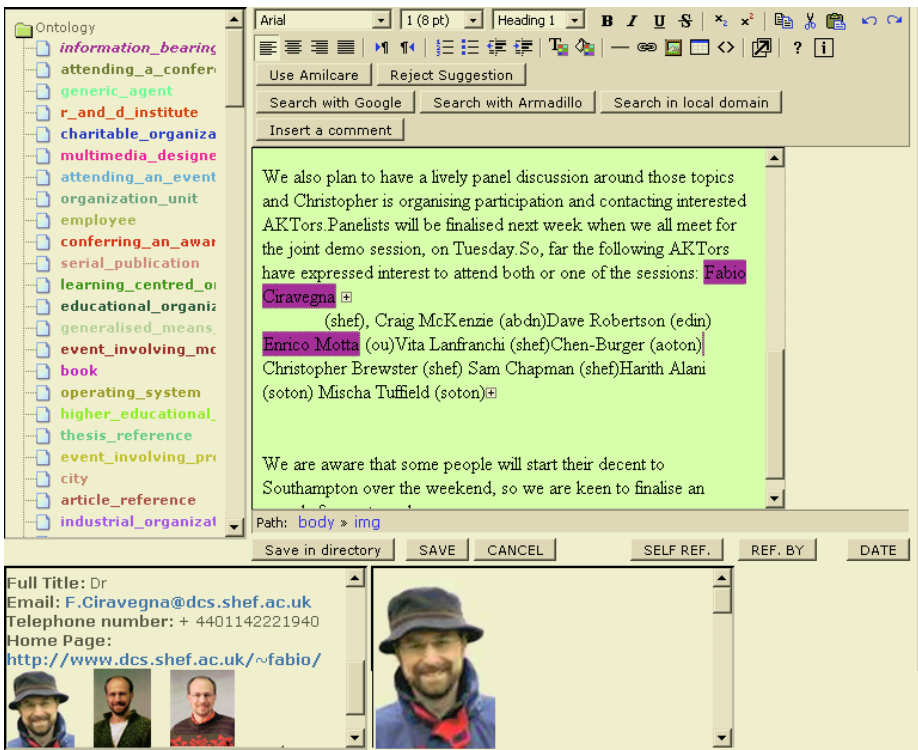 Ontology
information_bearing
attending_a_confer
generic_agent
r_and_d_institute
charitable_organiza
multimedia_designe
attending_an_event
organization_unit
employee
conferring_an_awar
serial_publication
learning_centred_o
educational_organiz
generalised_means_
event_involving_mo
book
operating_system
higher_educational_
thesis_reference
event_involving_pro
city
article_reference
industrial_organizat
Arial 1 (8 pt) Heading 1 B I U S ×₂ ×²
? i
Use Amilcare Reject Suggestion
Search with Google Search with Armadillo Search in local domain
Insert a comment
We also plan to have a lively panel discussion around those topics
and Christopher is organising participation and contacting interested
AKTors.Panelists will be finalised next week when we all meet for
the joint demo session, on Tuesday.So, far the following AKTors
have expressed interest to attend both or one of the sessions: Fabio
Ciravegna
(shef), Craig McKenzie (abdn)Dave Robertson (edin)
Enrico Motta (ou)Vita Lanfranchi (shef)Chen-Burger (aoton)
Christopher Brewster (shef) Sam Chapman (shef)Harith Alani
(soton) Mischa Tuffield (soton)
We are aware that some people will start their decent to
Southampton over the weekend, so we are keen to finalise an
Path: body » img
Save in directory SAVE CANCEL SELF REF. REF. BY DATE
Full Title: Dr
Email: F.Ciravegna@dcs.shef.ac.uk
Telephone number: + 4401142221940
Home Page:
http://www.dcs.shef.ac.uk/~fabio/